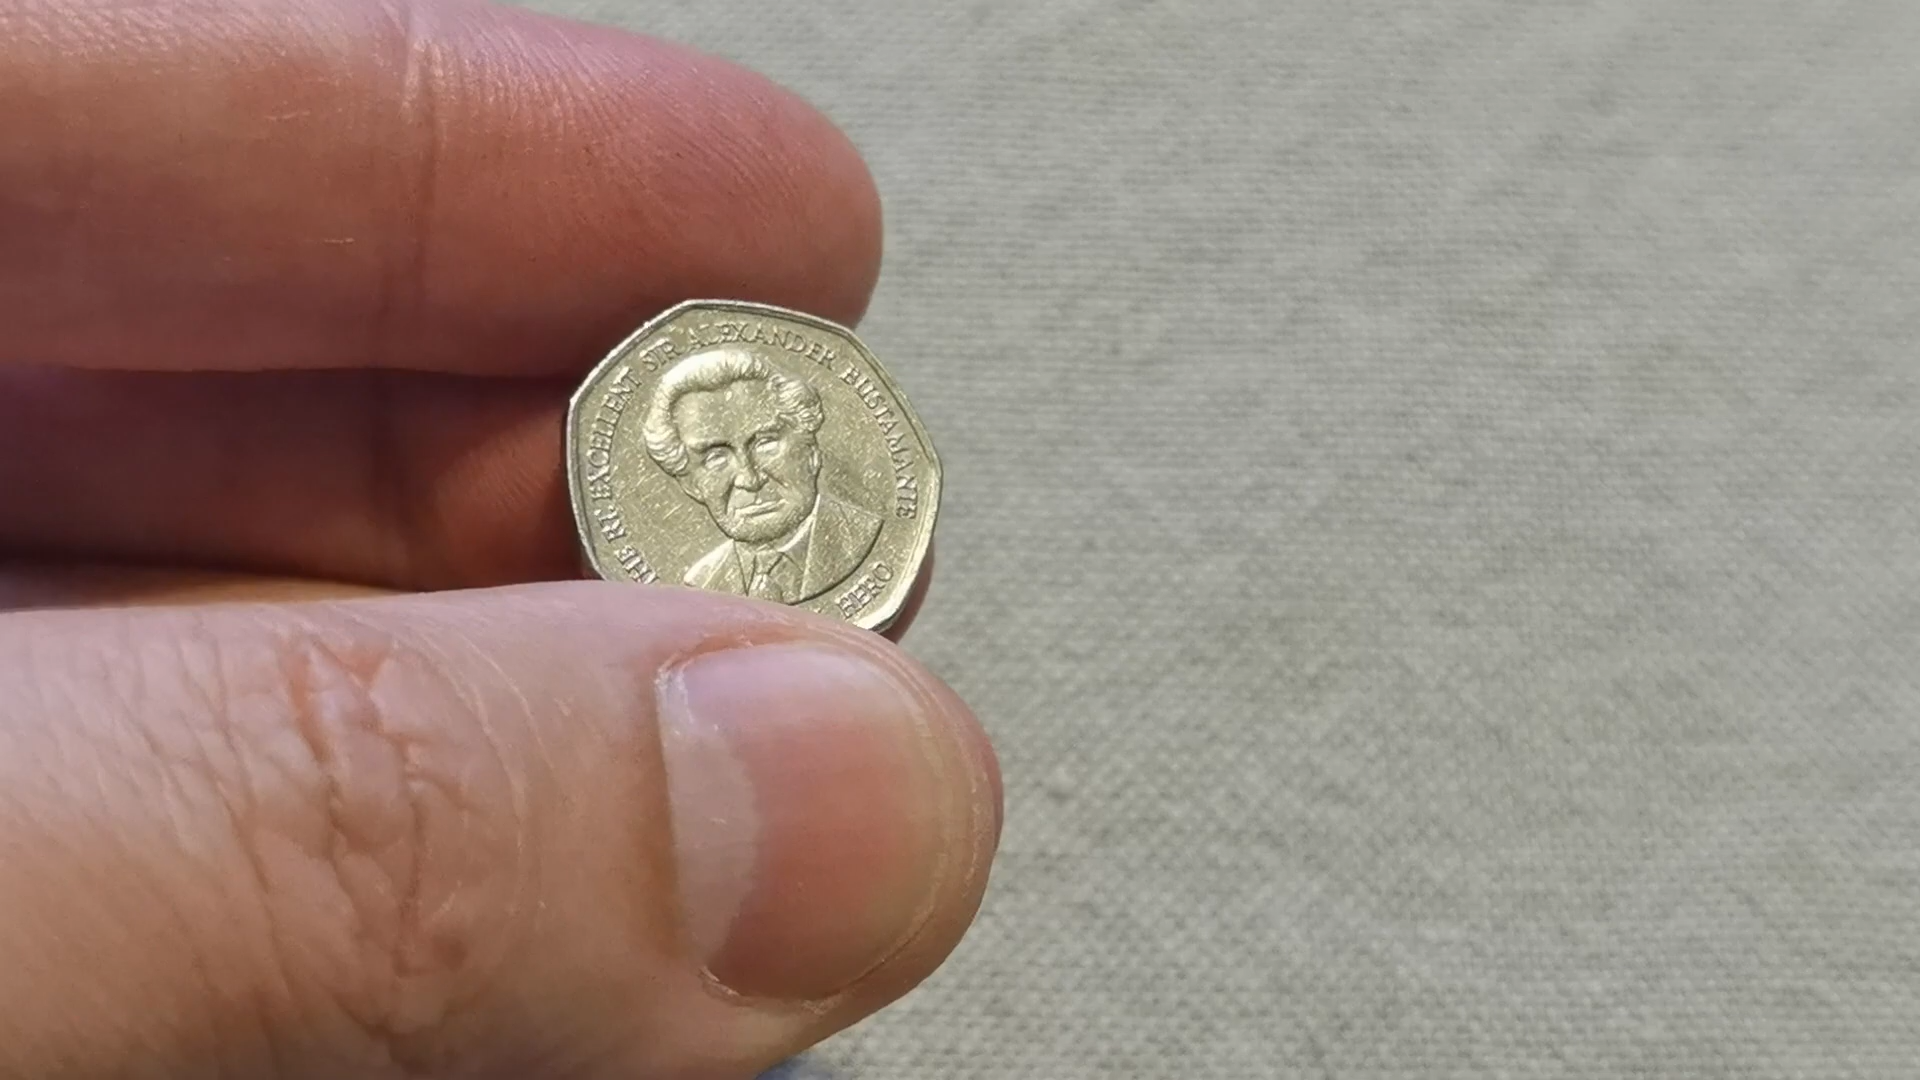 THE RT. EXCELLENT SIR ALEXANDER BUSTAMANTE
HERO